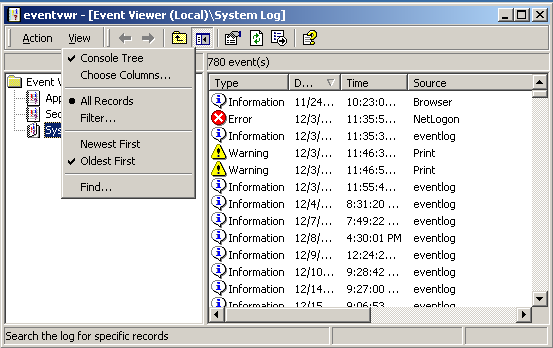 eventvwr - [Event Viewer (Local)\System Log]
Action View
780 event(s)
Console Tree
Choose Columns...
All Records
Filter...
Newest First
Oldest First
Find...
Event V
App
Sec
Sys
Type D... Time Source
Information 11/24... 10:23:0... Browser
Error 12/3/... 11:35:5... NetLogon
Information 12/3/... 11:35:3... eventlog
Warning 12/3/... 11:46:3... Print
Warning 12/3/... 11:46:5... Print
Information 12/3/... 11:55:4... eventlog
Information 12/4/... 8:31:20 ... eventlog
Information 12/7/... 7:49:22 ... eventlog
Information 12/8/... 4:30:01 PM eventlog
Information 12/9/... 12:24:2... eventlog
Information 12/10... 9:28:42 ... eventlog
Information 12/14... 9:27:00 ... eventlog
Information 12/15... 9:06:53 ... eventlog
Search the log for specific records